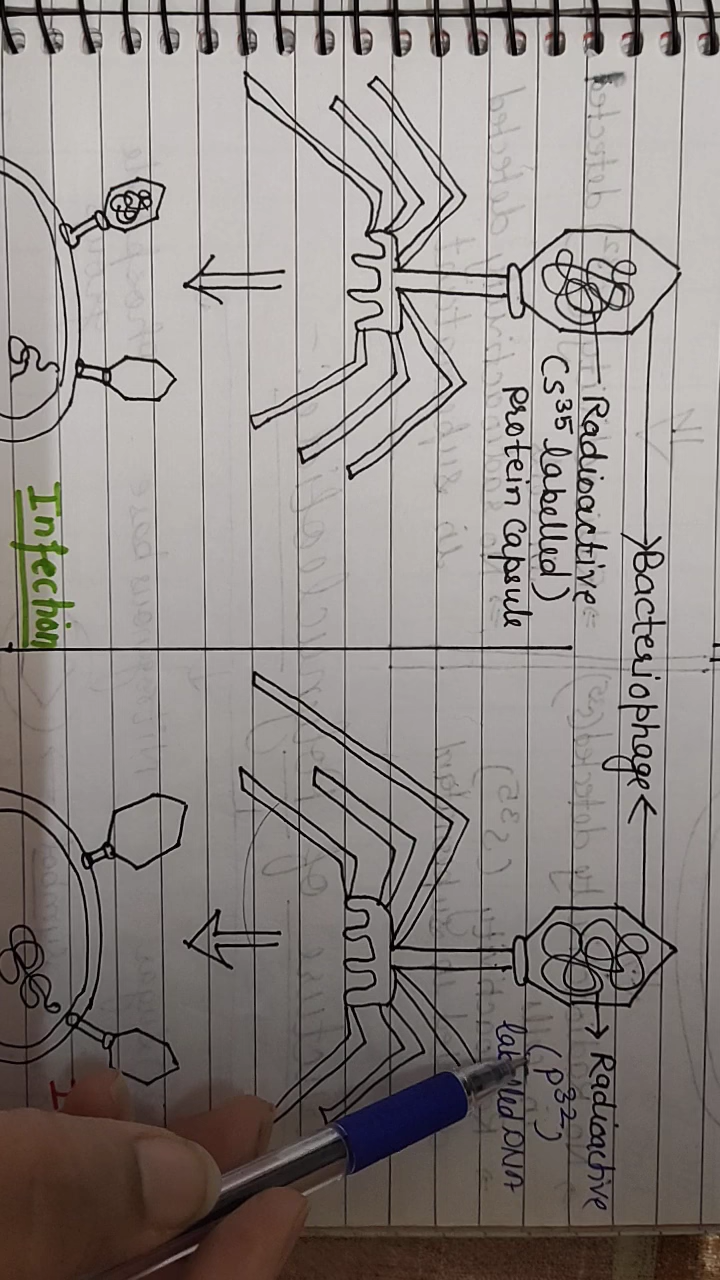 Bacteriophage
Radioactive
(S35 labelled)
protein capsule
Radioactive
(P32)
labelled DNA
Infection